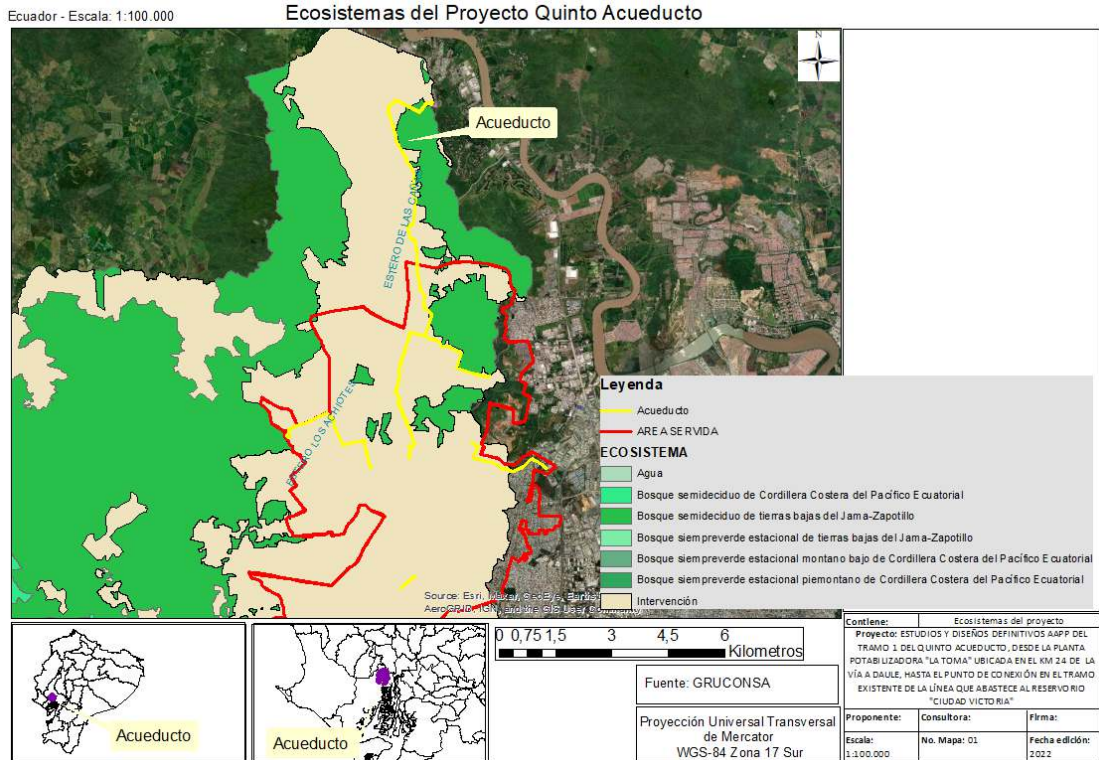 Ecuador - Escala: 1:100.000
Ecosistemas del Proyecto Quinto Acueducto
N
Acueducto
ESTERO DE LAS
ESTERO LOS ACHIOTES
Leyenda
Acueducto
AREA SERVIDA
ECOSISTEMA
Agua
Bosque semideciduo de Cordillera Costera del Pacífico Ecuatorial
Bosque semideciduo de tierras bajas del Jama-Zapotillo
Bosque siempreverde estacional de tierras bajas del Jama-Zapotillo
Bosque siempreverde estacional montano bajo de Cordillera Costera del Pacífico Ecuatorial
Bosque siempreverde estacional piemontano de Cordillera Costera del Pacífico Ecuatorial
Intervención
Source: Esri, Maxar, GeoEye,
AeroGRID, IGN, and the GIS User
Acueducto
Acueducto
0 0,75 1,5 3 4,5 6
Kilometros
Fuente: GRUCONSA
Proyección Universal Transversal
de Mercator
WGS-84 Zona 17 Sur
Contiene: Ecosistemas del proyecto
Proyecto: ESTUDIOS Y DISEÑOS DEFINITIVOS AAPP DEL
TRAMO 1 DEL QUINTO ACUEDUCTO, DESDE LA PLANTA
POTABILIZADORA "LA TOMA" UBICADA EN EL KM 24 DE LA
VÍA A DAULE, HASTA EL PUNTO DE CONEXIÓN EN EL TRAMO
EXISTENTE DE LA LÍNEA QUE ABASTECE AL RESERVORIO
"CIUDAD VICTORIA"
Proponente: Consultora: Firma:
Escala: No. Mapa: 01 Fecha edición:
1:100.000 2022